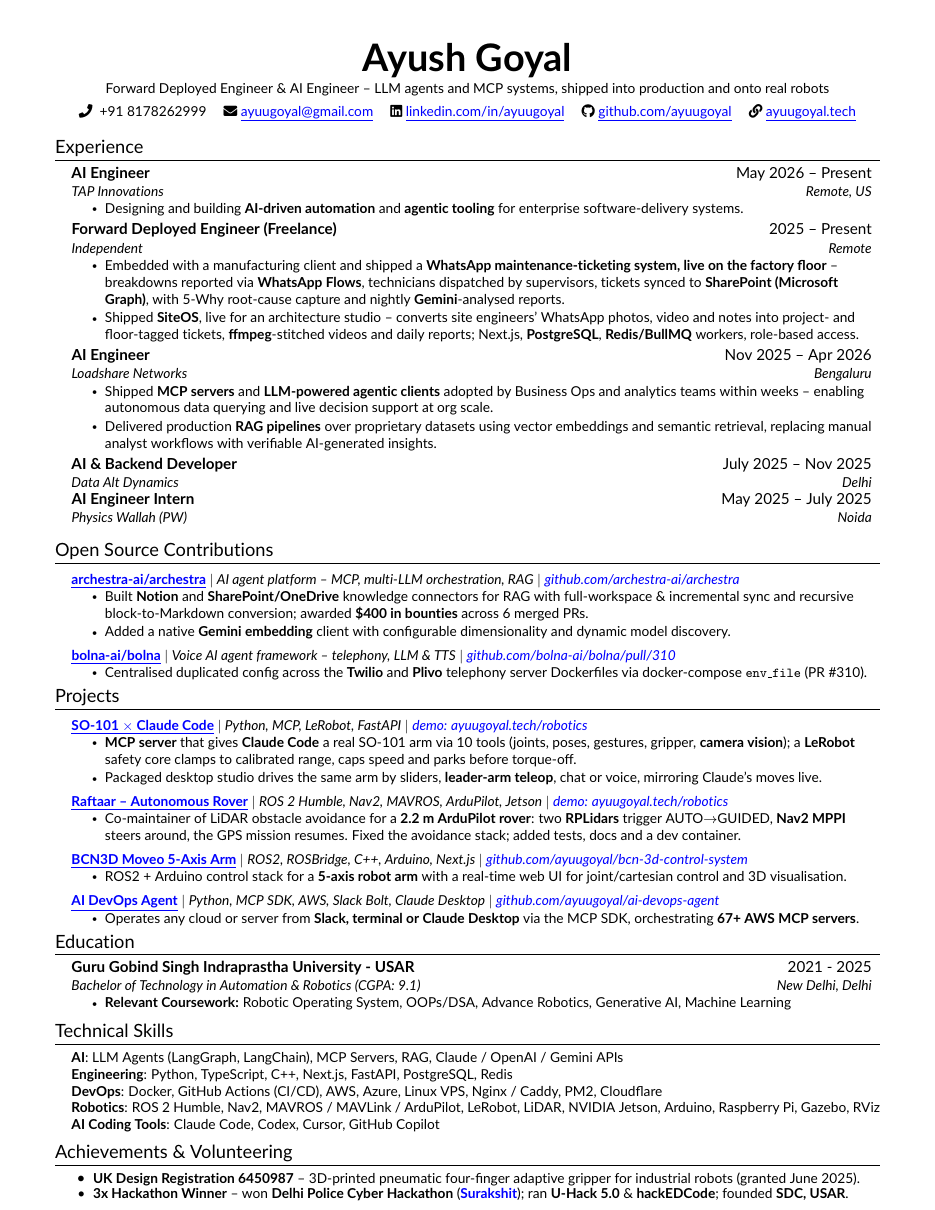 Ayush Goyal
Forward Deployed Engineer & AI Engineer – LLM agents and MCP systems, shipped into production and onto real robots
+91 8178262999 ayuugoyal@gmail.com linkedin.com/in/ayuugoyal github.com/ayuugoyal ayuugoyal.tech
Experience
AI Engineer May 2026 – Present
TAP Innovations Remote, US
• Designing and building AI-driven automation and agentic tooling for enterprise software-delivery systems.
Forward Deployed Engineer (Freelance) 2025 – Present
Independent Remote
• Embedded with a manufacturing client and shipped a WhatsApp maintenance-ticketing system, live on the factory floor –
breakdowns reported via WhatsApp Flows, technicians dispatched by supervisors, tickets synced to SharePoint (Microsoft
Graph), with 5-Why root-cause capture and nightly Gemini-analysed reports.
• Shipped SiteOS, live for an architecture studio – converts site engineers' WhatsApp photos, video and notes into project- and
floor-tagged tickets, ffmpeg-stitched videos and daily reports; Next.js, PostgreSQL, Redis/BullMQ workers, role-based access.
AI Engineer Nov 2025 – Apr 2026
Loadshare Networks Bengaluru
• Shipped MCP servers and LLM-powered agentic clients adopted by Business Ops and analytics teams within weeks – enabling
autonomous data querying and live decision support at org scale.
• Delivered production RAG pipelines over proprietary datasets using vector embeddings and semantic retrieval, replacing manual
analyst workflows with verifiable AI-generated insights.
AI & Backend Developer July 2025 – Nov 2025
Data Alt Dynamics Delhi
AI Engineer Intern May 2025 – July 2025
Physics Wallah (PW) Noida
Open Source Contributions
archestra-ai/archestra | AI agent platform – MCP, multi-LLM orchestration, RAG | github.com/archestra-ai/archestra
• Built Notion and SharePoint/OneDrive knowledge connectors for RAG with full-workspace & incremental sync and recursive
block-to-Markdown conversion; awarded $400 in bounties across 6 merged PRs.
• Added a native Gemini embedding client with configurable dimensionality and dynamic model discovery.
bolna-ai/bolna | Voice AI agent framework – telephony, LLM & TTS | github.com/bolna-ai/bolna/pull/310
• Centralised duplicated config across the Twilio and Plivo telephony server Dockerfiles via docker-compose env_file (PR #310).
Projects
SO-101 × Claude Code | Python, MCP, LeRobot, FastAPI | demo: ayuugoyal.tech/robotics
• MCP server that gives Claude Code a real SO-101 arm via 10 tools (joints, poses, gestures, gripper, camera vision); a LeRobot
safety core clamps to calibrated range, caps speed and parks before torque-off.
• Packaged desktop studio drives the same arm by sliders, leader-arm teleop, chat or voice, mirroring Claude's moves live.
Raftaar – Autonomous Rover | ROS 2 Humble, Nav2, MAVROS, ArduPilot, Jetson | demo: ayuugoyal.tech/robotics
• Co-maintainer of LiDAR obstacle avoidance for a 2.2 m ArduPilot rover: two RPLidars trigger AUTO→GUIDED, Nav2 MPPI
steers around, the GPS mission resumes. Fixed the avoidance stack; added tests, docs and a dev container.
BCN3D Moveo 5-Axis Arm | ROS2, ROSBridge, C++, Arduino, Next.js | github.com/ayuugoyal/bcn-3d-control-system
• ROS2 + Arduino control stack for a 5-axis robot arm with a real-time web UI for joint/cartesian control and 3D visualisation.
AI DevOps Agent | Python, MCP SDK, AWS, Slack Bolt, Claude Desktop | github.com/ayuugoyal/ai-devops-agent
• Operates any cloud or server from Slack, terminal or Claude Desktop via the MCP SDK, orchestrating 67+ AWS MCP servers.
Education
Guru Gobind Singh Indraprastha University - USAR 2021 - 2025
Bachelor of Technology in Automation & Robotics (CGPA: 9.1) New Delhi, Delhi
• Relevant Coursework: Robotic Operating System, OOPs/DSA, Advance Robotics, Generative AI, Machine Learning
Technical Skills
AI: LLM Agents (LangGraph, LangChain), MCP Servers, RAG, Claude / OpenAI / Gemini APIs
Engineering: Python, TypeScript, C++, Next.js, FastAPI, PostgreSQL, Redis
DevOps: Docker, GitHub Actions (CI/CD), AWS, Azure, Linux VPS, Nginx / Caddy, PM2, Cloudflare
Robotics: ROS 2 Humble, Nav2, MAVROS / MAVLink / ArduPilot, LeRobot, LiDAR, NVIDIA Jetson, Arduino, Raspberry Pi, Gazebo, RViz
AI Coding Tools: Claude Code, Codex, Cursor, GitHub Copilot
Achievements & Volunteering
• UK Design Registration 6450987 – 3D-printed pneumatic four-finger adaptive gripper for industrial robots (granted June 2025).
• 3x Hackathon Winner – won Delhi Police Cyber Hackathon (Surakshit); ran U-Hack 5.0 & hackEDCode; founded SDC, USAR.